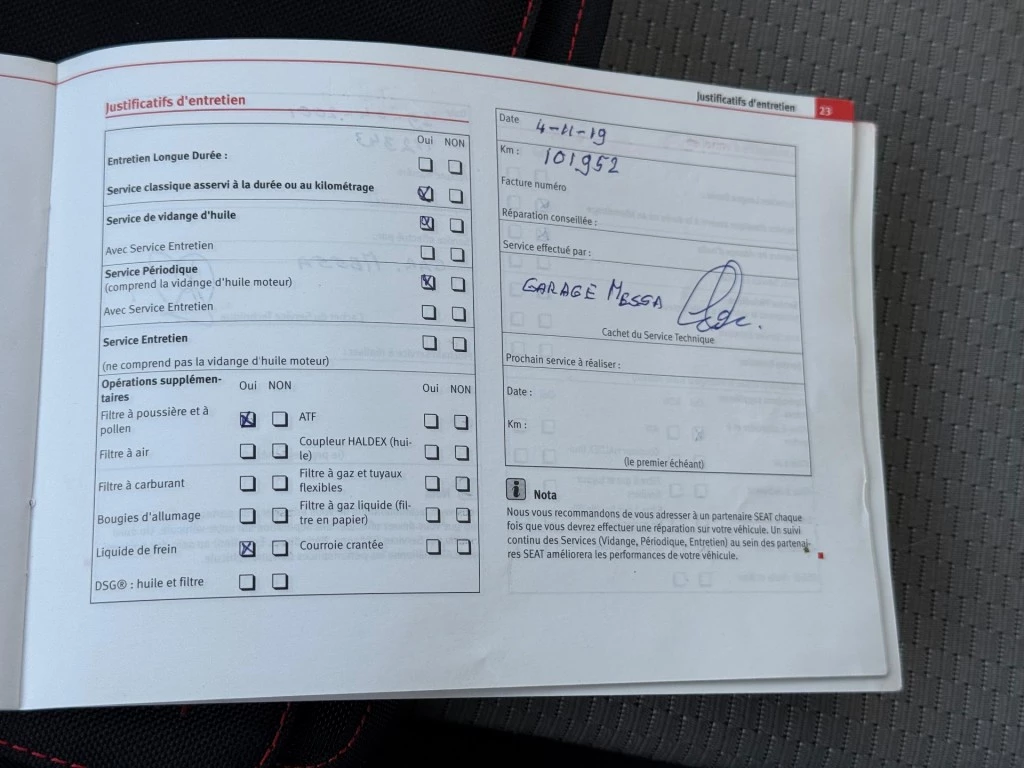 Justificatifs d'entretien
Oui NON
Entretien Longue Durée :
Service classique asservi à la durée ou au kilométrage
Service de vidange d'huile
Avec Service Entretien
Service Périodique
(comprend la vidange d'huile moteur)
Avec Service Entretien
Service Entretien
(ne comprend pas la vidange d'huile moteur)
Opérations supplémen-
taires
Oui NON
Oui NON
Filtre à poussière et à
pollen
ATF
Filtre à air
Coupleur HALDEX (hui-
le)
Filtre à carburant
Filtre à gaz et tuyaux
flexibles
Bougies d'allumage
Filtre à gaz liquide (fil-
tre en papier)
Liquide de frein
Courroie crantée
DSG® : huile et filtre
Justificatifs d'entretien 23
Date 4-11-19
Km : 101952
Facture numéro
Réparation conseillée :
Service effectué par :
GARAGE MESSA
Cachet du Service Technique
Prochain service à réaliser :
Date :
Km :
(le premier échéant)
i Nota
Nous vous recommandons de vous adresser à un partenaire SEAT chaque
fois que vous devrez effectuer une réparation sur votre véhicule. Un suivi
continu des Services (Vidange, Périodique, Entretien) au sein des partenai-
res SEAT améliorera les performances de votre véhicule.